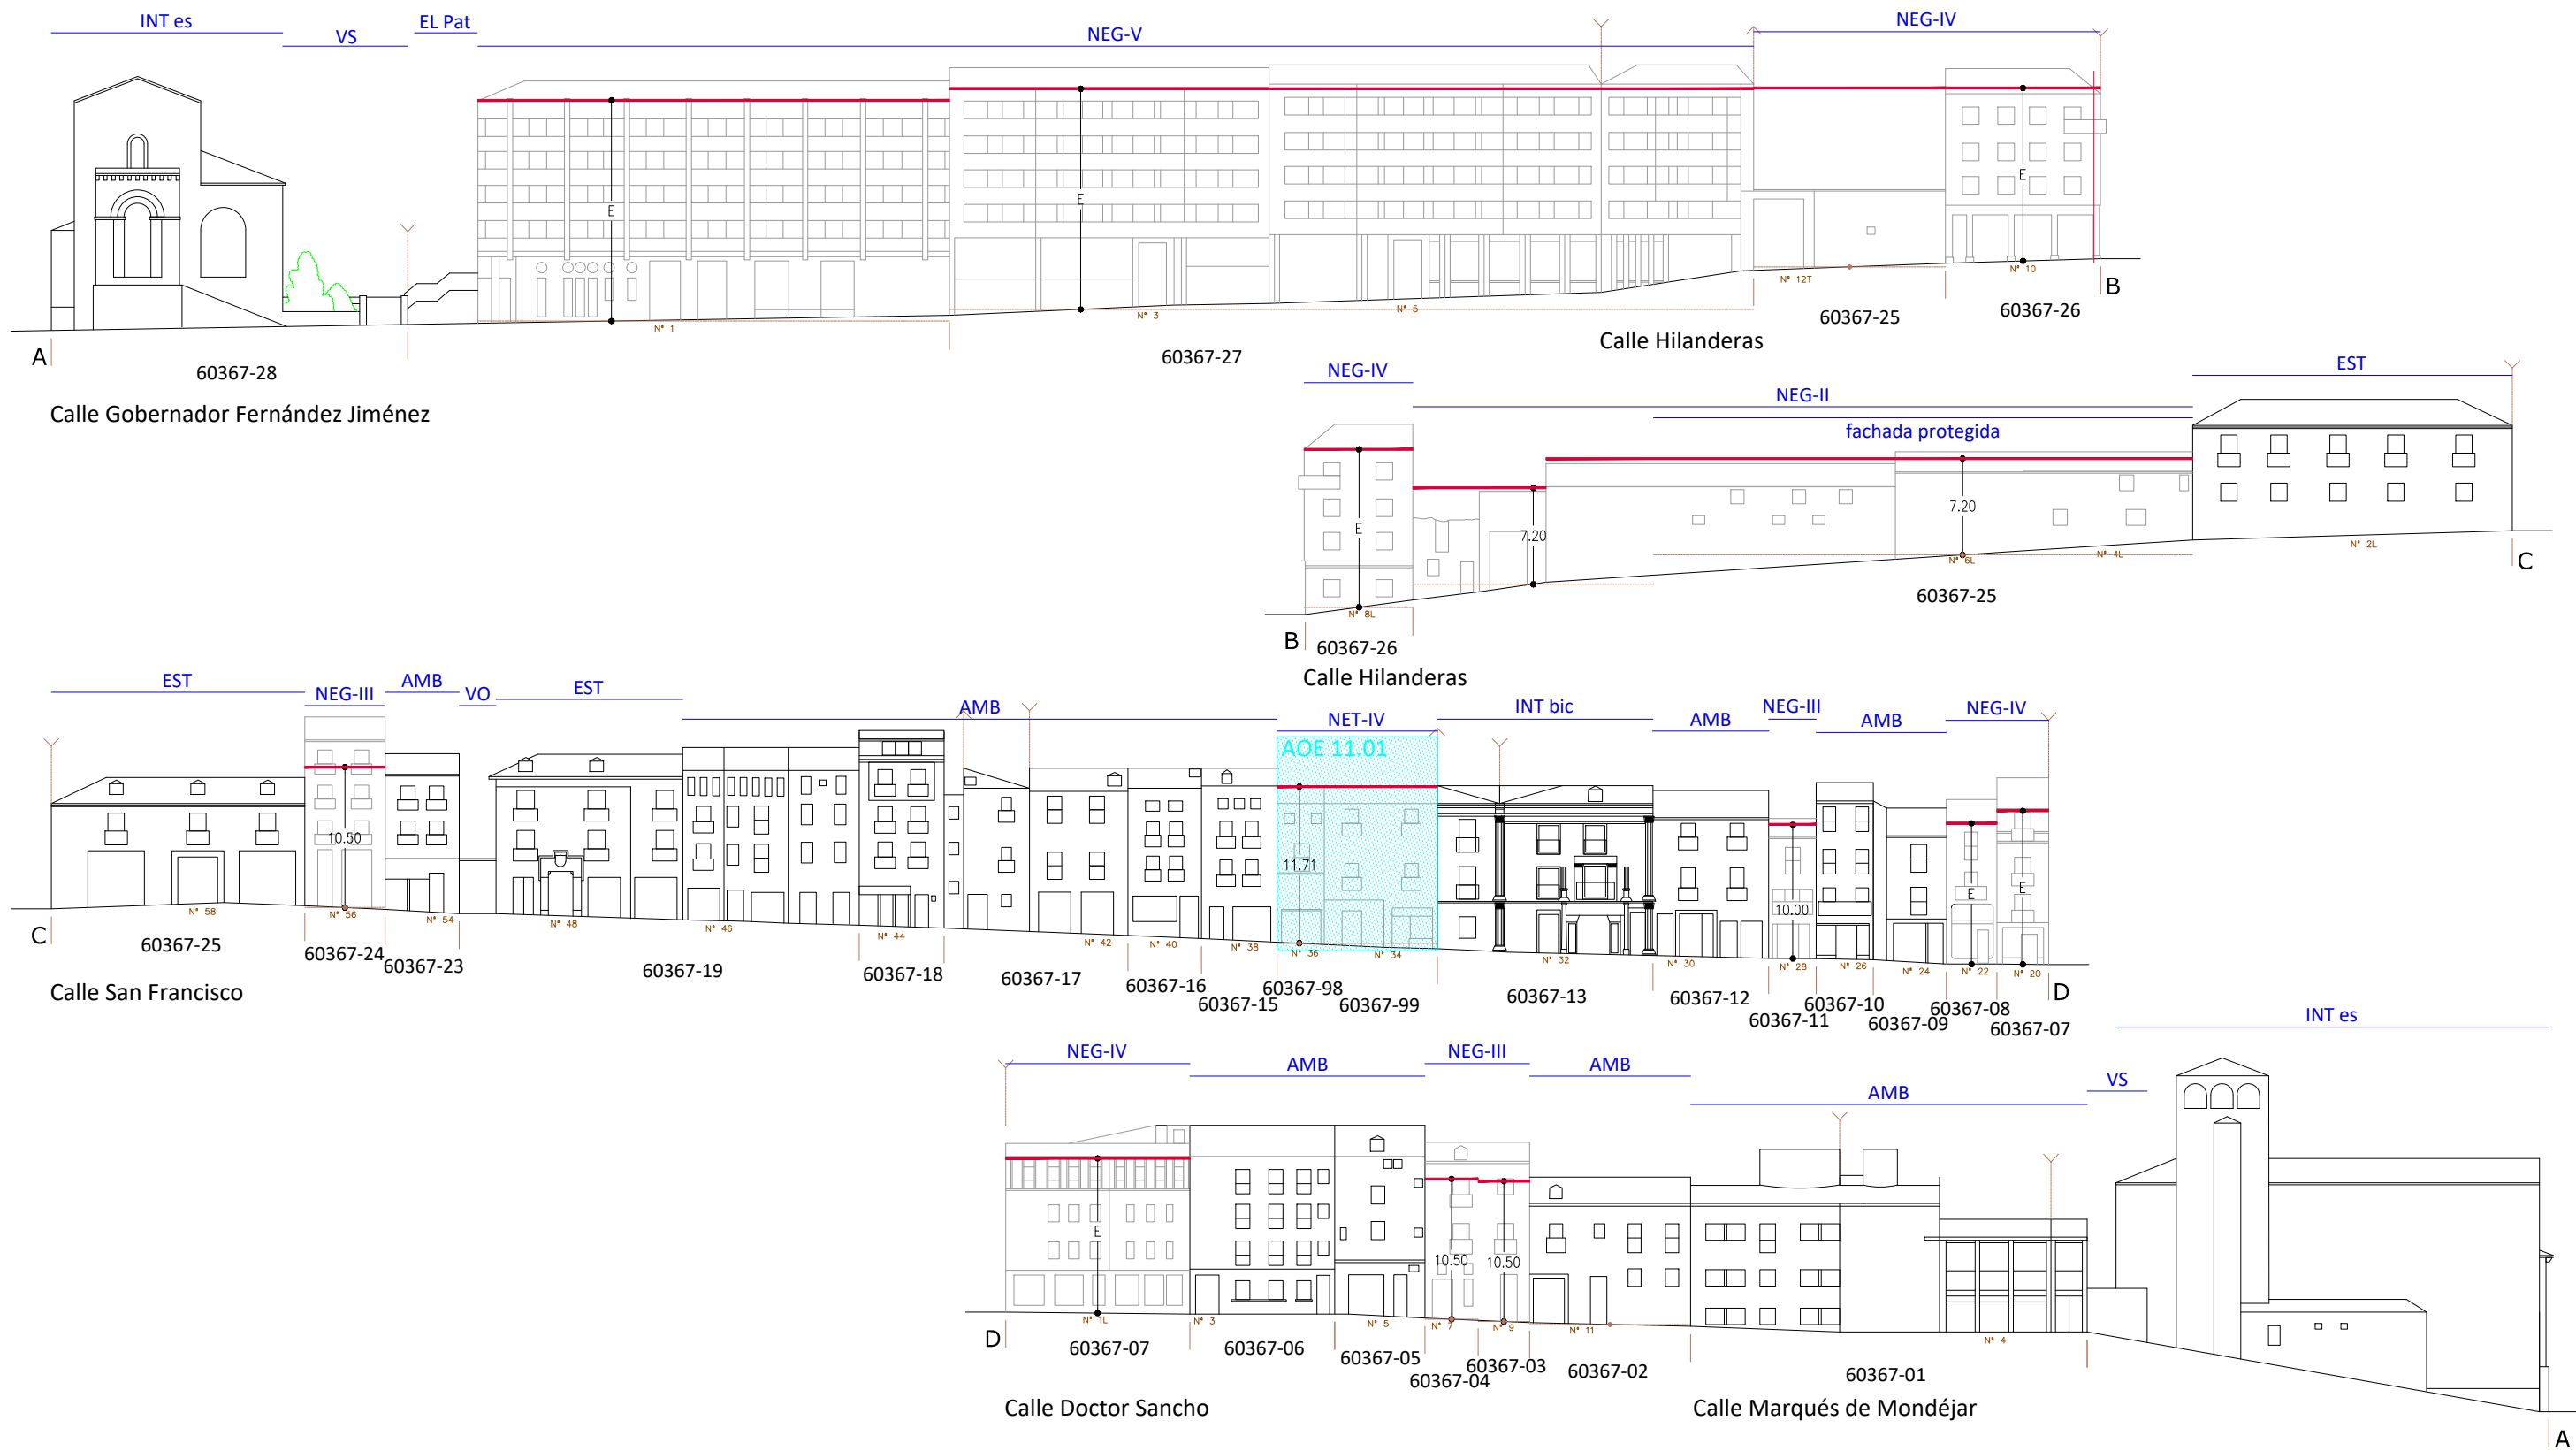 INT es
VS
EL Pat
NEG-V
NEG-IV
E
E
E
N° 1
N° 3
N° 5
N° 12T
N° 10
A
B
60367-28
60367-27
60367-25
60367-26
Calle Hilanderas
Calle Gobernador Fernández Jiménez
NEG-IV
NEG-II
EST
fachada protegida
E
7.20
7.20
N° 8L
N° 6L
N° 4L
N° 2L
B
C
60367-26
60367-25
Calle Hilanderas
EST
NEG-III
AMB
VO
EST
AMB
NET-IV
INT bic
AMB
NEG-III
AMB
NEG-IV
AOE 11.01
10.50
11.71
10.00
E
E
N° 58
N° 56
N° 54
N° 48
N° 46
N° 44
N° 42
N° 40
N° 38
N° 36
N° 34
N° 32
N° 30
N° 28
N° 26
N° 24
N° 22
N° 20
C
D
60367-25
60367-24
60367-23
60367-19
60367-18
60367-17
60367-16
60367-15
60367-98
60367-99
60367-13
60367-12
60367-11
60367-10
60367-09
60367-08
60367-07
Calle San Francisco
NEG-IV
AMB
NEG-III
AMB
AMB
VS
INT es
E
10.50
10.50
N° 1L
N° 3
N° 5
N° 7
N° 9
N° 11
N° 4
D
A
60367-07
60367-06
60367-05
60367-04
60367-03
60367-02
60367-01
Calle Doctor Sancho
Calle Marqués de Mondéjar